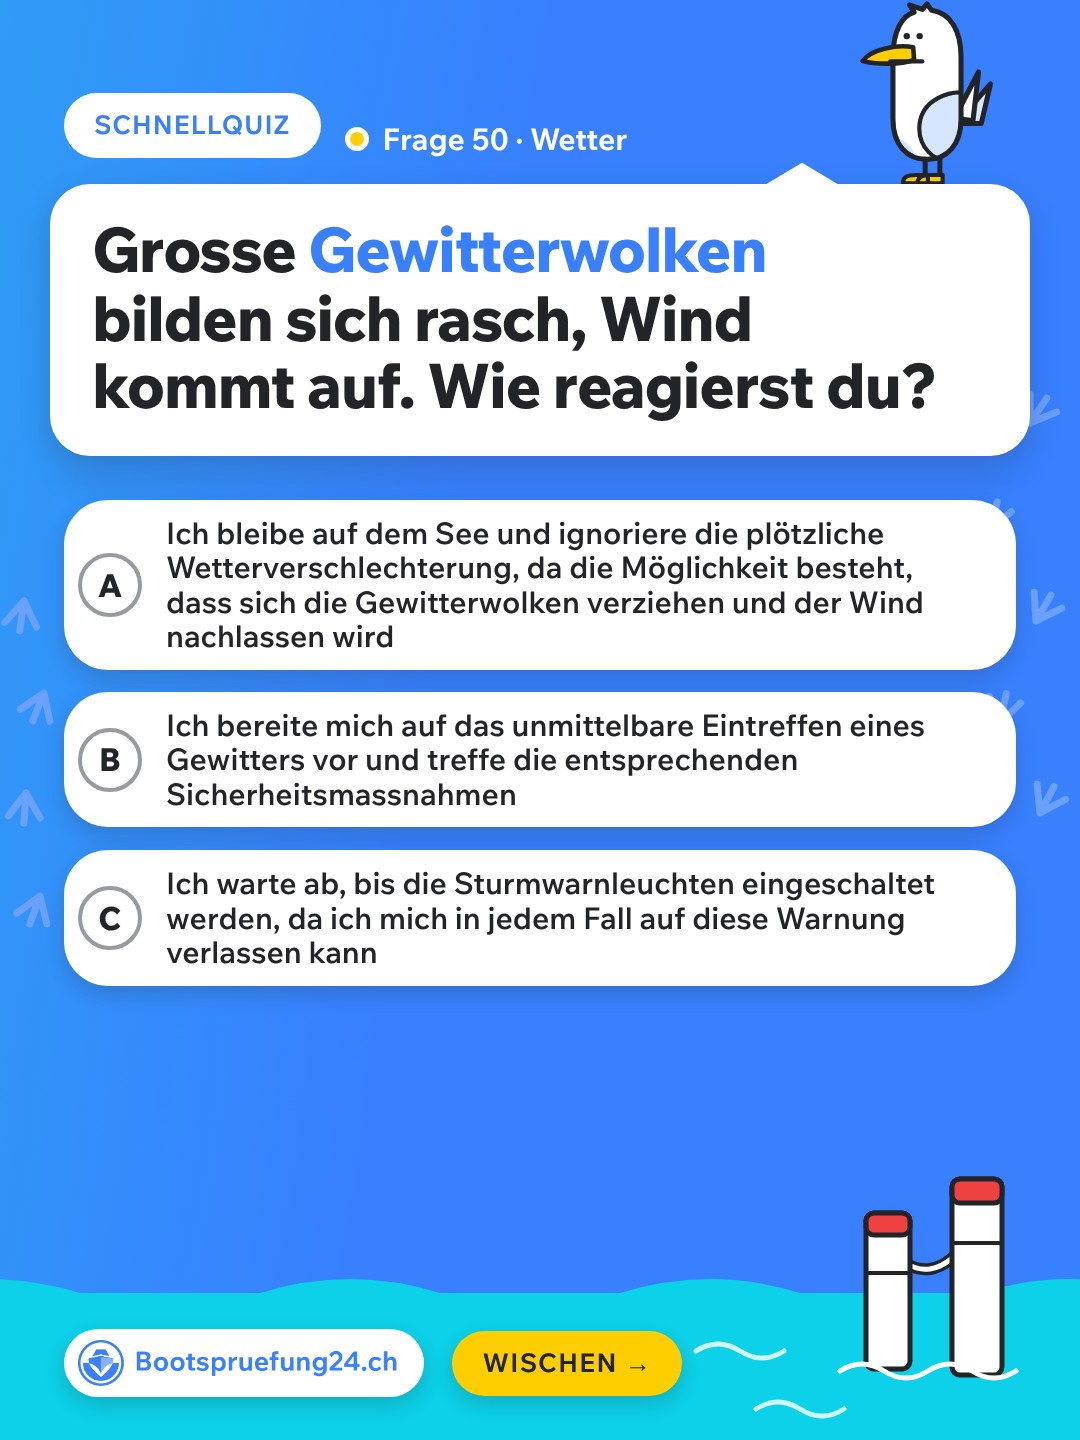 SCHNELLQUIZ
Frage 50 · Wetter
Grosse Gewitterwolken
bilden sich rasch, Wind
kommt auf. Wie reagierst du?
A
Ich bleibe auf dem See und ignoriere die plötzliche
Wetterverschlechterung, da die Möglichkeit besteht,
dass sich die Gewitterwolken verziehen und der Wind
nachlassen wird
B
Ich bereite mich auf das unmittelbare Eintreffen eines
Gewitters vor und treffe die entsprechenden
Sicherheitsmassnahmen
C
Ich warte ab, bis die Sturmwarnleuchten eingeschaltet
werden, da ich mich in jedem Fall auf diese Warnung
verlassen kann
Bootspruefung24.ch
WISCHEN →